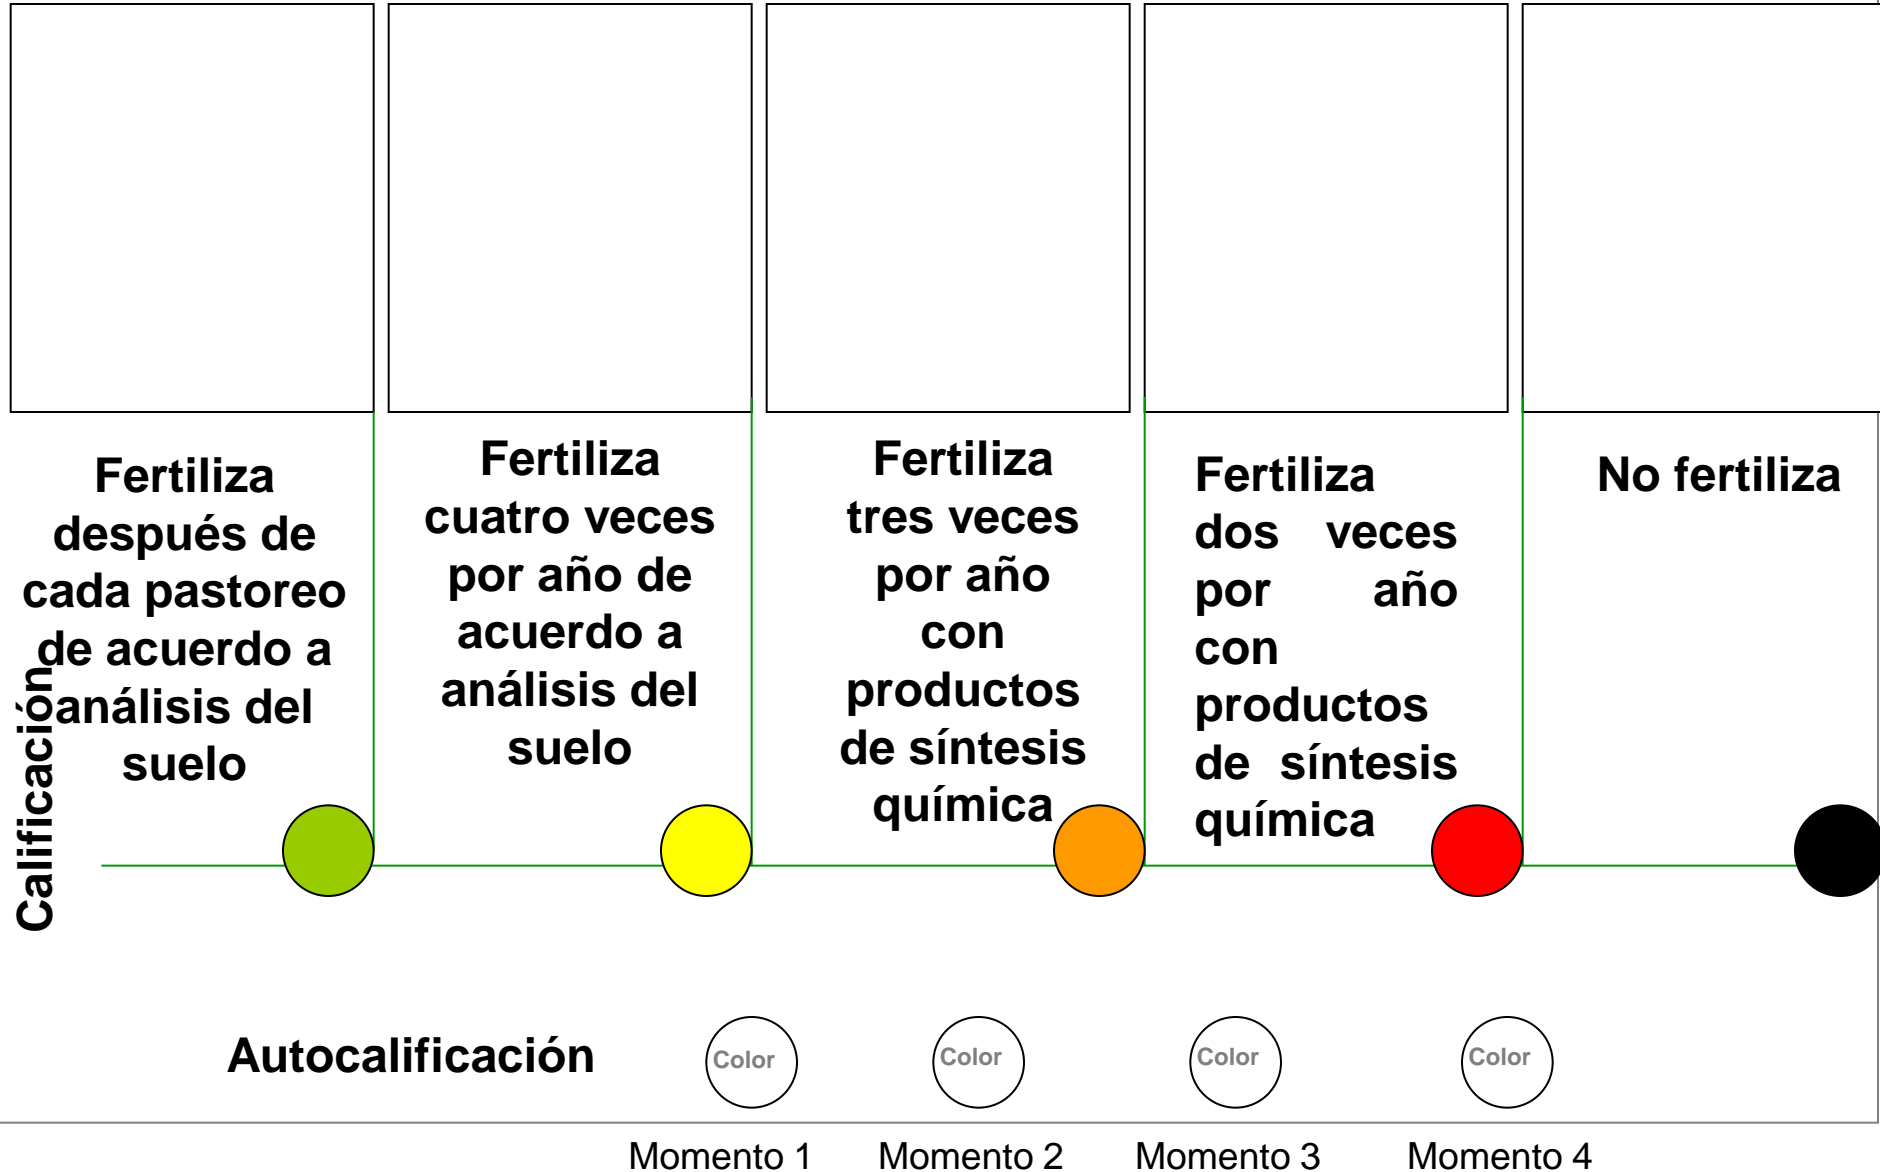 Fertiliza
después de
cada pastoreo
de acuerdo a
análisis del
suelo
Fertiliza
cuatro veces
por año de
acuerdo a
análisis del
suelo
Fertiliza
tres veces
por año
con
productos
de síntesis
química
Fertiliza
dos veces
por año
con
productos
de síntesis
química
No fertiliza
Calificación
Autocalificación
Color
Color
Color
Color
Momento 1
Momento 2
Momento 3
Momento 4